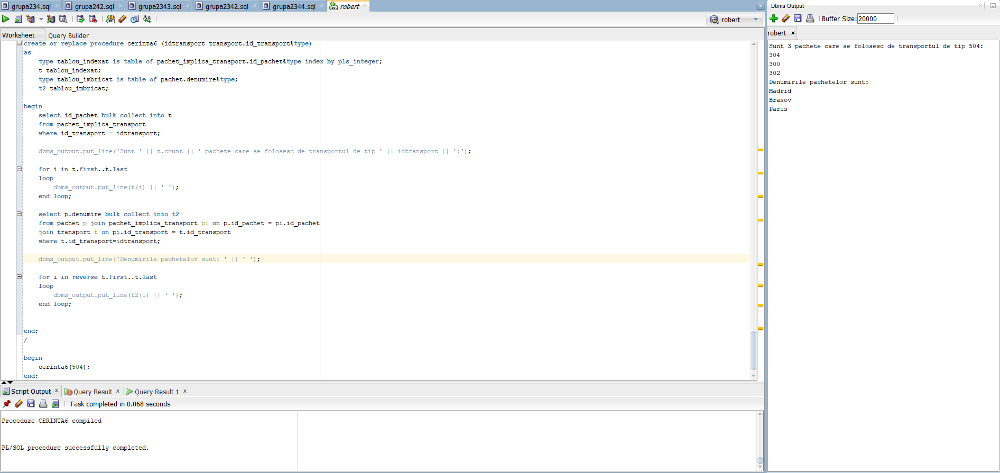 grupa234.sql × grupa242.sql × grupa2343.sql × grupa2342.sql × grupa2344.sql × robert ×
robert
Worksheet Query Builder
create or replace procedure cerinta6 (idtransport transport.id_transport%type)
as
    type tablou_indexat is table of pachet_implica_transport.id_pachet%type index by pls_integer;
    t tablou_indexat;
    type tablou_imbricat is table of pachet.denumire%type;
    t2 tablou_imbricat;
begin
    select id_pachet bulk collect into t
    from pachet_implica_transport
    where id_transport = idtransport;
    dbms_output.put_line('Sunt ' || t.count || ' pachete care se folosesc de transportul de tip ' || idtransport || ':');
    for i in t.first..t.last
    loop
        dbms_output.put_line(t(i) || ' ');
    end loop;
    select p.denumire bulk collect into t2
    from pachet p join pachet_implica_transport pi on p.id_pachet = pi.id_pachet
    join transport t on pi.id_transport = t.id_transport
    where t.id_transport=idtransport;
    dbms_output.put_line('Denumirile pachetelor sunt: ' || ' ');
    for i in reverse t.first..t.last
    loop
        dbms_output.put_line(t2(i) || ' ');
    end loop;
end;
/
begin
    cerinta6(504);
end;
Script Output × Query Result × Query Result 1 ×
Task completed in 0.068 seconds
Procedure CERINTA6 compiled
PL/SQL procedure successfully completed.
Dbms Output
Buffer Size: 20000
robert ×
Sunt 3 pachete care se folosesc de transportul de tip 504:
304
300
302
Denumirile pachetelor sunt:
Madrid
Brasov
Paris